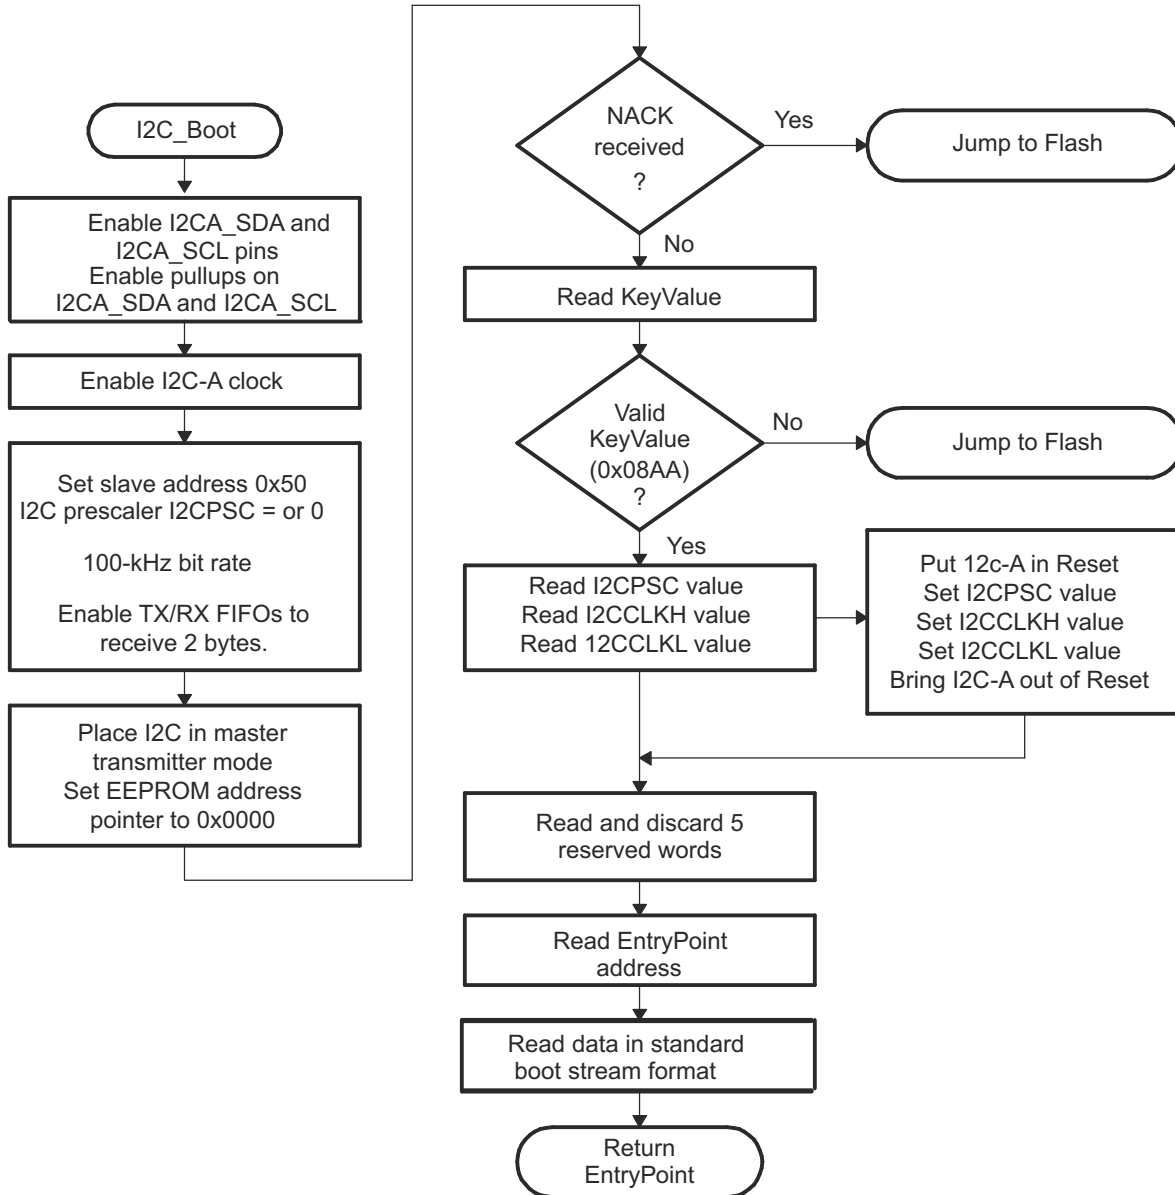 I2C_Boot
Enable I2CA_SDA and
I2CA_SCL pins
Enable pullups on
I2CA_SDA and I2CA_SCL
Enable I2C-A clock
Set slave address 0x50
I2C prescaler I2CPSC = or 0
100-kHz bit rate
Enable TX/RX FIFOs to
receive 2 bytes.
Place I2C in master
transmitter mode
Set EEPROM address
pointer to 0x0000
NACK
received
?
Yes
Jump to Flash
No
Read KeyValue
Valid
KeyValue
(0x08AA)
?
No
Jump to Flash
Yes
Read I2CPSC value
Read I2CCLKH value
Read 12CCLKL value
Put 12c-A in Reset
Set I2CPSC value
Set I2CCLKH value
Set I2CCLKL value
Bring I2C-A out of Reset
Read and discard 5
reserved words
Read EntryPoint
address
Read data in standard
boot stream format
Return
EntryPoint